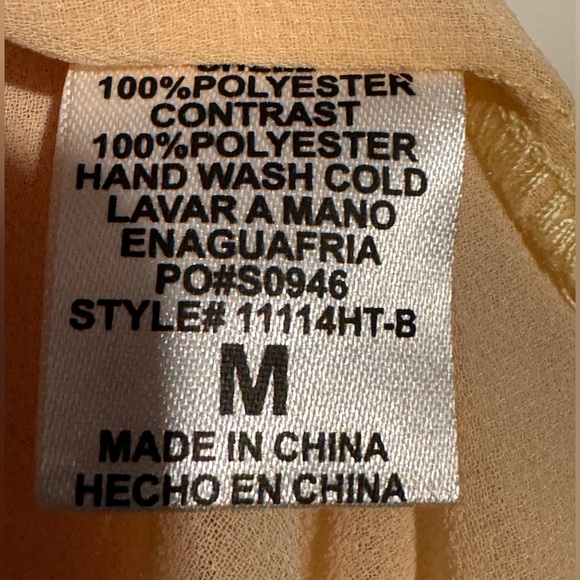 100%POLYESTER
CONTRAST
100%POLYESTER
HAND WASH COLD
LAVAR A MANO
ENAGUAFRIA
PO#S0946
STYLE# 11114HT-B
M
MADE IN CHINA
HECHO EN CHINA